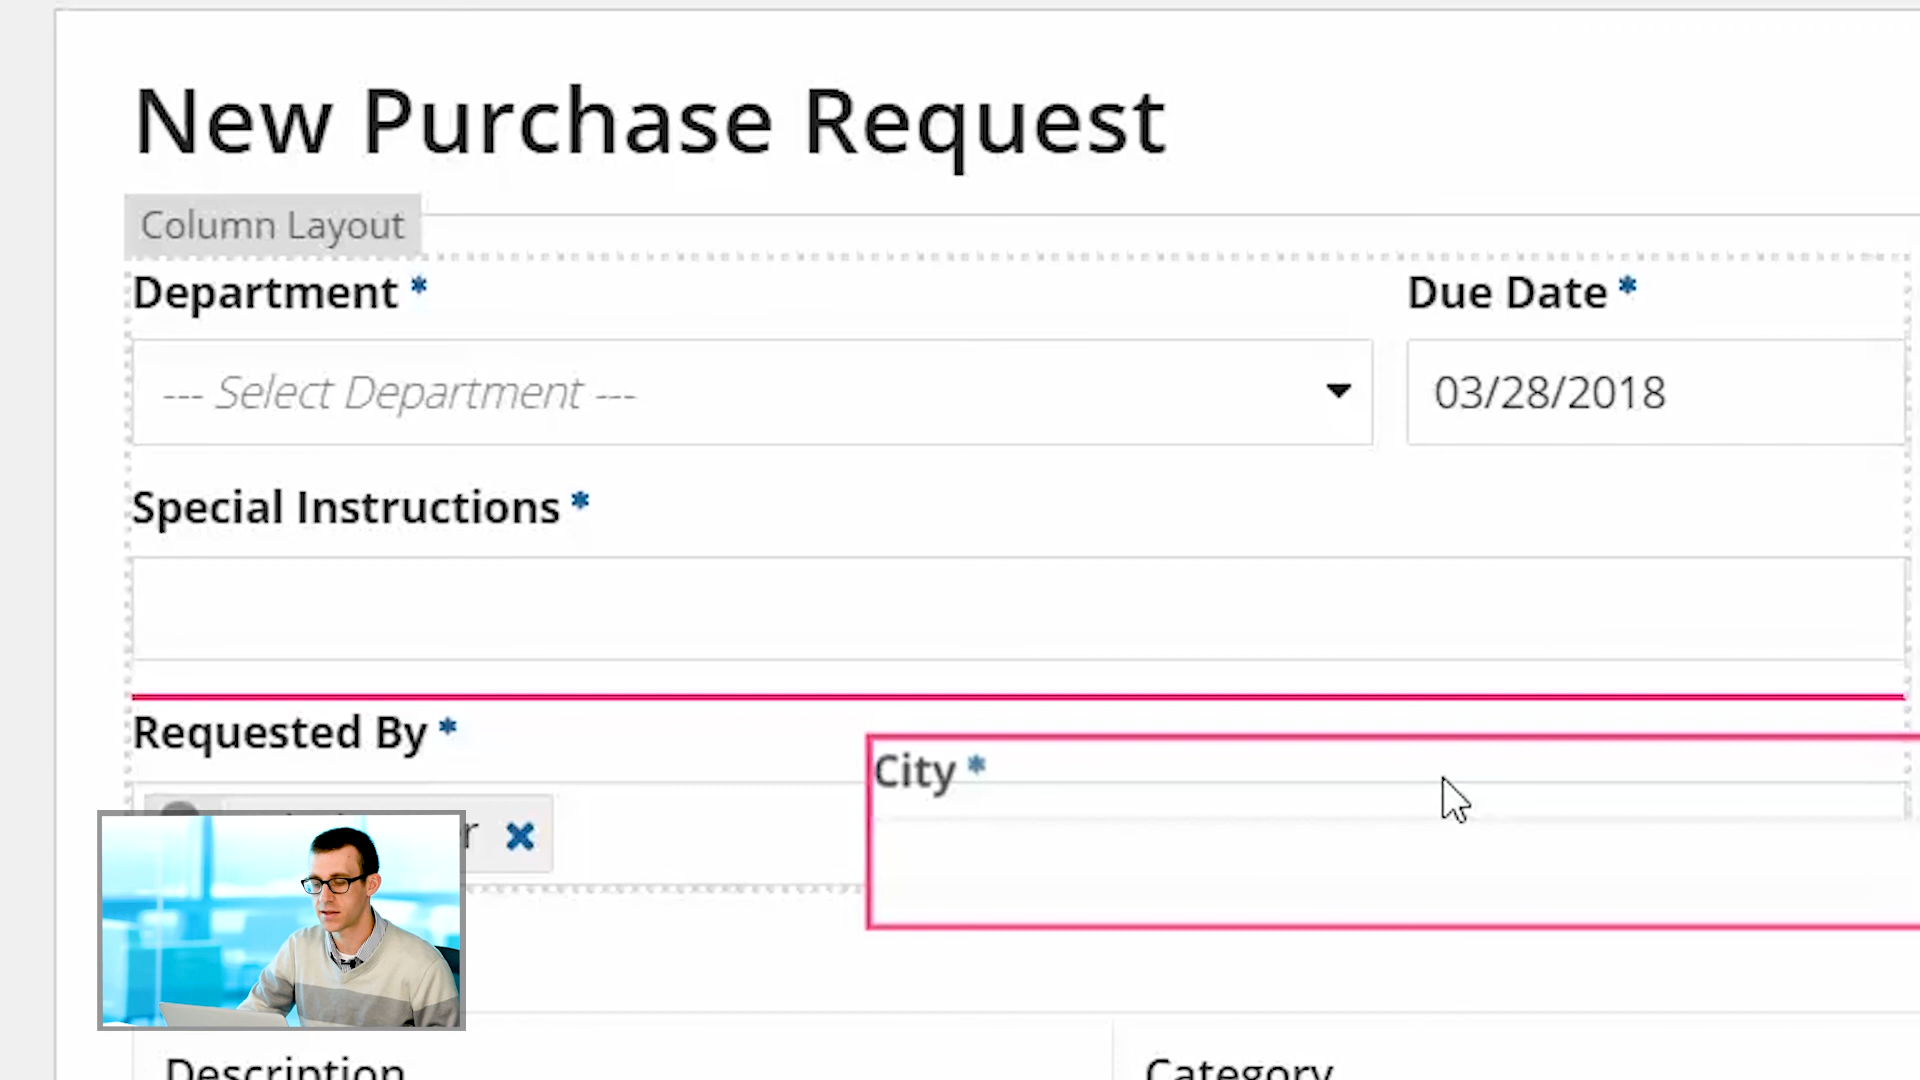 New Purchase Request
Column Layout
Department * Due Date *
--- Select Department --- 03/28/2018
Special Instructions *
Requested By *
City *
Description Category